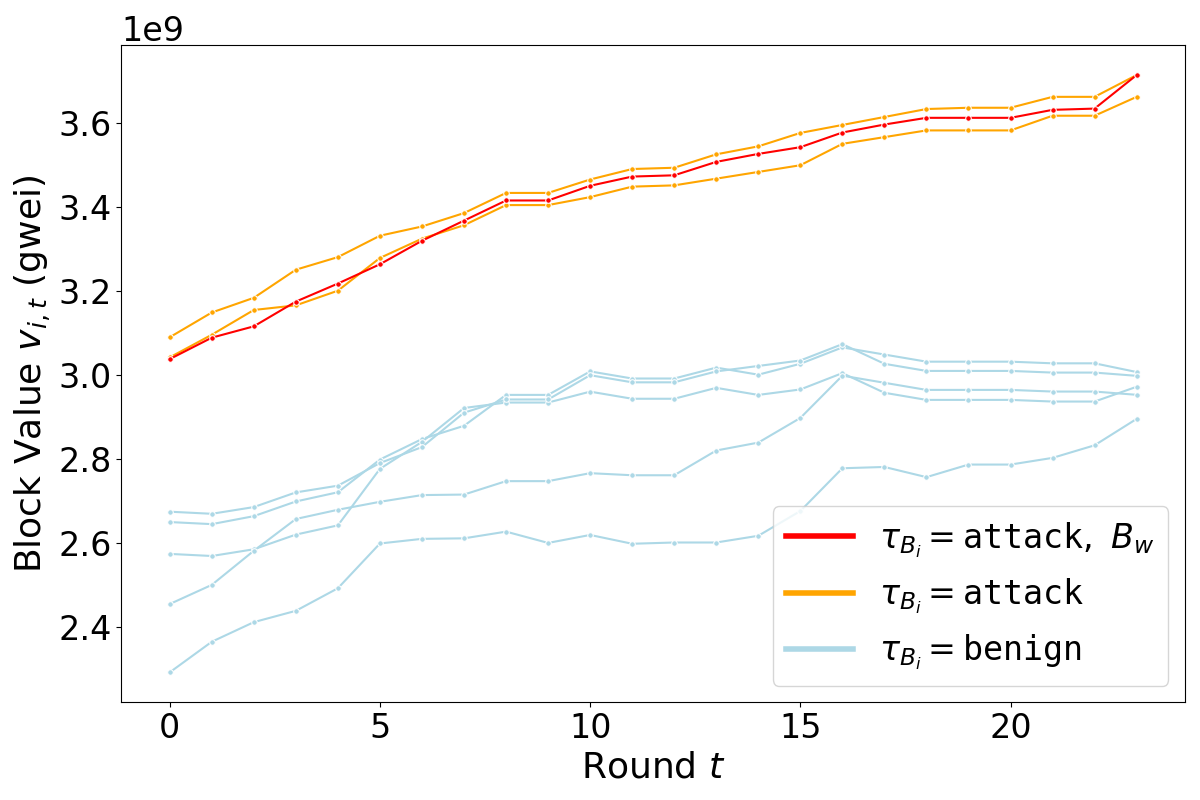 1e9
Block Value v_{i, t} (gwei)
3.6
3.4
3.2
3.0
2.8
2.6
2.4
τ_{B_i} = attack, B_w
τ_{B_i} = attack
τ_{B_i} = benign
0 5 10 15 20
Round t